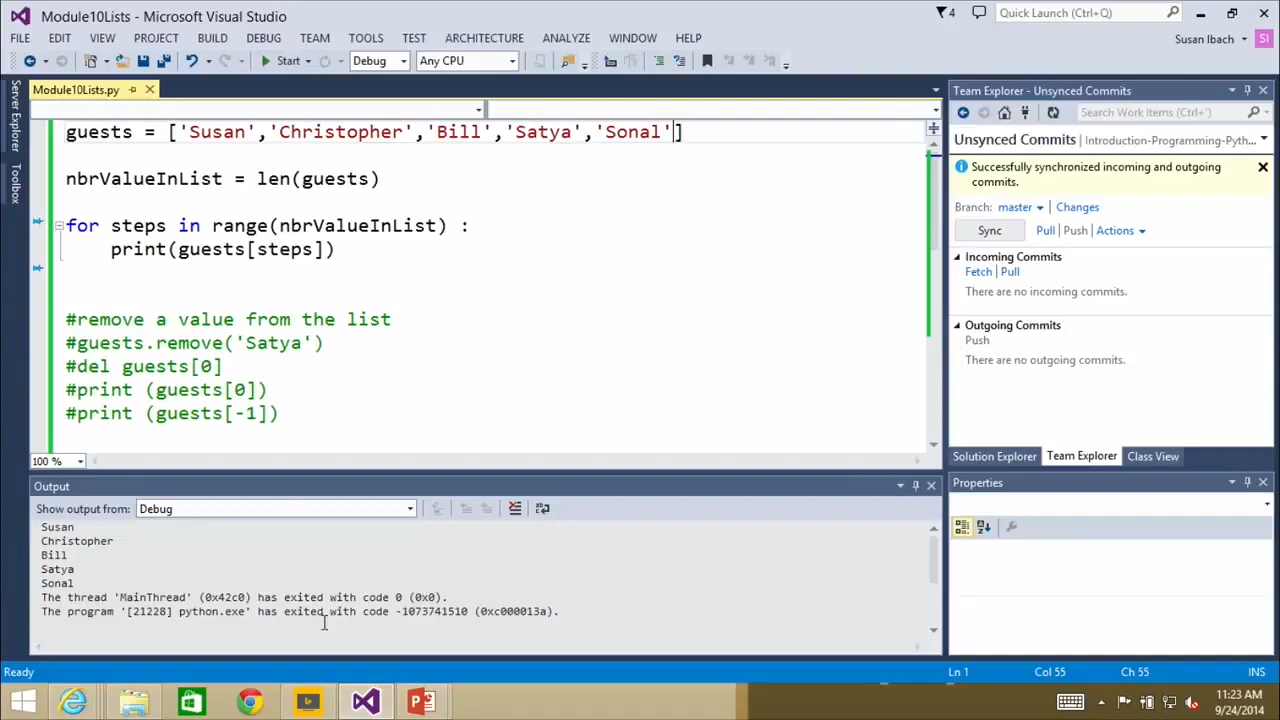 Module10Lists - Microsoft Visual Studio
4
Quick Launch (Ctrl+Q)
FILE EDIT VIEW PROJECT BUILD DEBUG TEAM TOOLS TEST ARCHITECTURE ANALYZE WINDOW HELP
Susan Ibach
SI
Start
Debug
Any CPU
Server Explorer
Toolbox
Module10Lists.py
guests = ['Susan','Christopher','Bill','Satya','Sonal']
nbrValueInList = len(guests)
for steps in range(nbrValueInList) :
print(guests[steps])
#remove a value from the list
#guests.remove('Satya')
#del guests[0]
#print (guests[0])
#print (guests[-1])
100 %
Output
Show output from: Debug
Susan
Christopher
Bill
Satya
Sonal
The thread 'MainThread' (0x42c0) has exited with code 0 (0x0).
The program '[21228] python.exe' has exited with code -1073741510 (0xc000013a).
Team Explorer - Unsynced Commits
Search Work Items (Ctrl+')
Unsynced Commits | Introduction-Programming-Pyth...
Successfully synchronized incoming and outgoing
commits.
Branch: master | Changes
Sync Pull | Push | Actions
Incoming Commits
Fetch | Pull
There are no incoming commits.
Outgoing Commits
Push
There are no outgoing commits.
Solution Explorer Team Explorer Class View
Properties
Ready
Ln 1
Col 55
Ch 55
INS
11:23 AM
9/24/2014